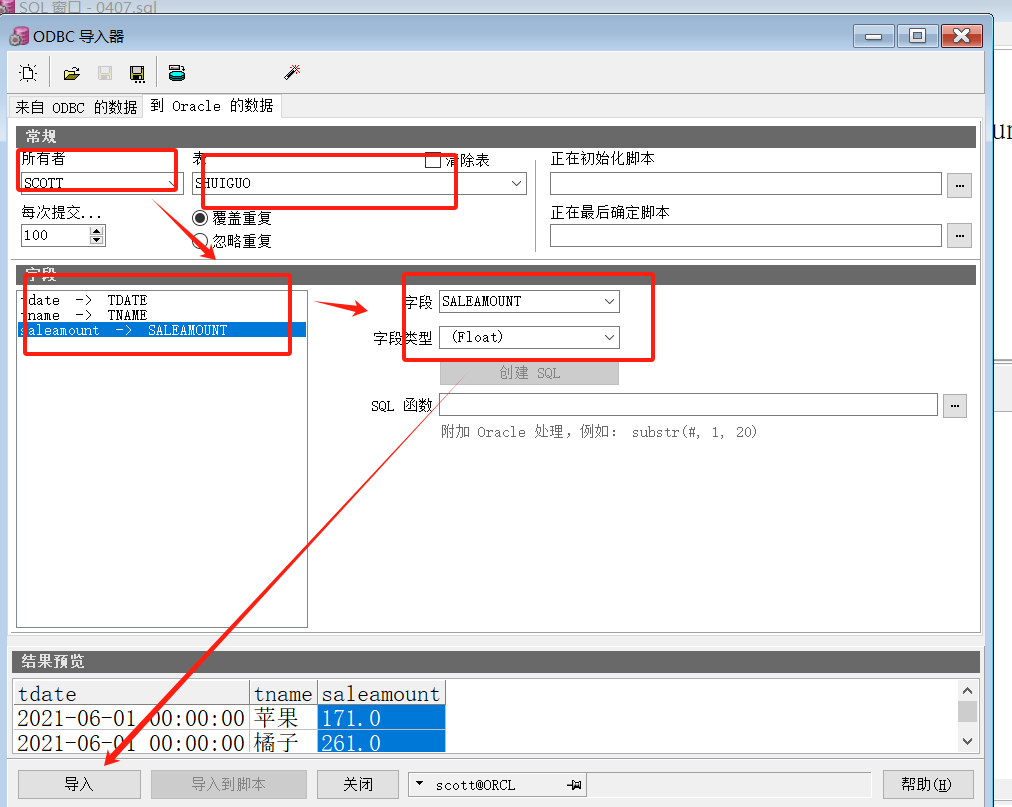 SQL 窗口 - 0407.sql
ODBC 导入器
来自 ODBC 的数据 到 Oracle 的数据
常规
所有者 表 清除表 正在初始化脚本
SCOTT SHUIGUO ...
每次提交... 覆盖重复 正在最后确定脚本
100 忽略重复 ...
字段
tdate -> TDATE 字段 SALEAMOUNT
tname -> TNAME
saleamount -> SALEAMOUNT 字段类型 (Float)
创建 SQL
SQL 函数 ...
附加 Oracle 处理，例如： substr(#, 1, 20)
结果预览
tdate tname saleamount
2021-06-01 00:00:00 苹果 171.0
2021-06-01 00:00:00 橘子 261.0
导入 导入到脚本 关闭 scott@ORCL 帮助(H)